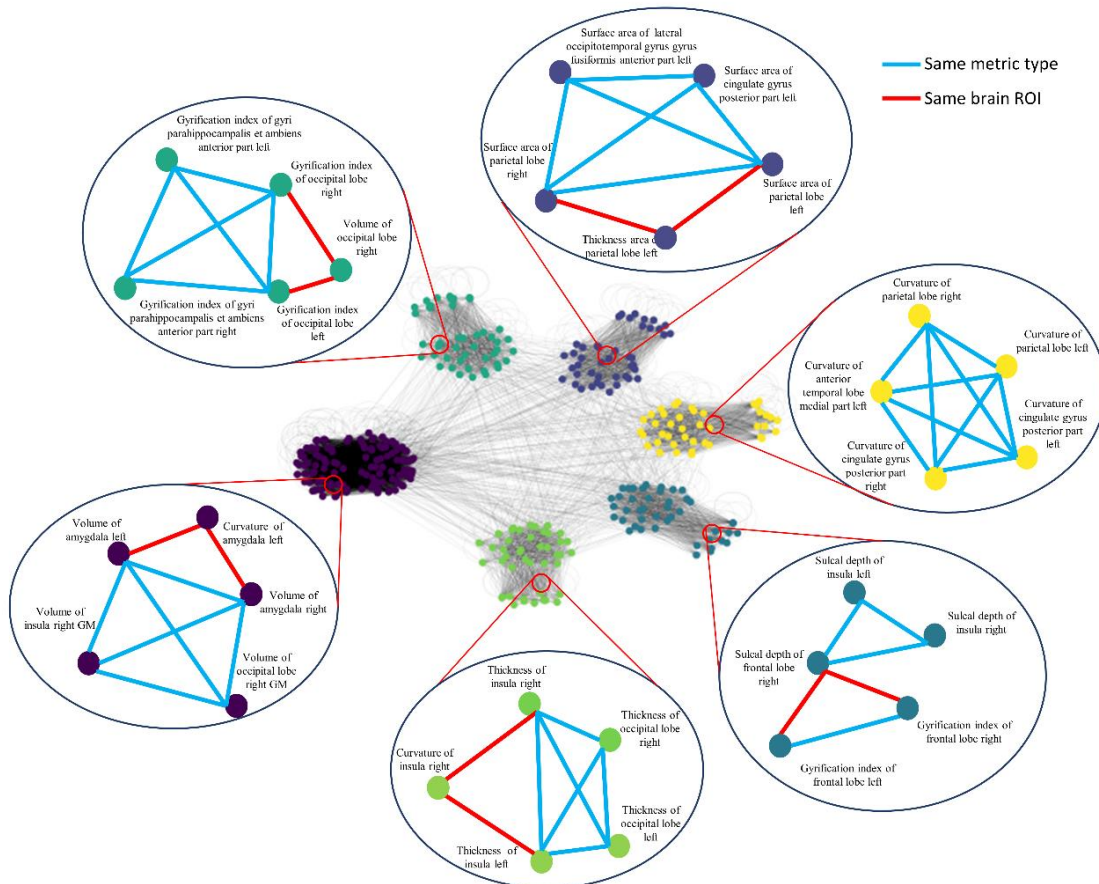 Same metric type
Same brain ROI
Surface area of lateral
occipitotemporal gyrus gyrus
fusiformis anterior part left
Surface area of
cingulate gyrus
posterior part left
Surface area of
parietal lobe
right
Surface area of
parietal lobe
left
Thickness area o
parietal lobe left
Gyrification index of gyri
parahippocampalis et ambiens
anterior part left
Gyrification index
of occipital lobe
right
Volume of
occipital lobe
right
Gyrification index of gyri
parahippocampalis et ambiens
anterior part right
Gyrification index
of occipital lobe
left
Curvature of
parietal lobe right
Curvature of
parietal lobe left
Curvature of
anterior
temporal lobe
medial part left
Curvature of
cingulate gyrus
posterior part
left
Curvature of
cingulate gyrus
posterior part
right
Volume of
amygdala left
Curvature of
amygdala left
Volume of
amygdala right
Volume of
insula right GM
Volume of
occipital lobe
right GM
Sulcal depth of
insula left
Sulcal depth of
insula right
Sulcal depth of
frontal lobe
right
Gyrification index of
frontal lobe right
Gyrification index of
frontal lobe left
Thickness of
insula right
Thickness of
occipital lobe
right
Curvature of
insula right
Thickness of
occipital lobe
left
Thickness of
insula left